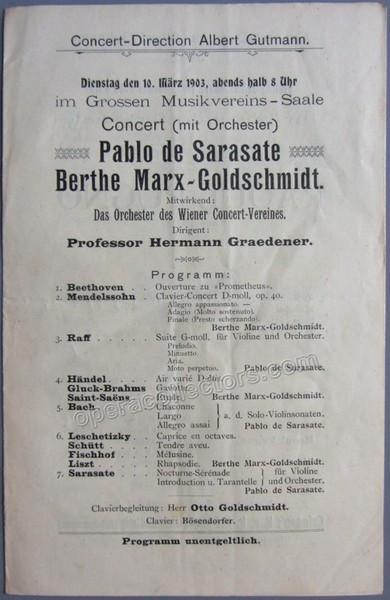 Concert-Direction Albert Gutmann.
Dienstag den 10. März 1903, abends halb 8 Uhr
im Grossen Musikvereins-Saale
Concert (mit Orchester)
Pablo de Sarasate
Berthe Marx-Goldschmidt.
Mitwirkend:
Das Orchester des Wiener Concert-Vereines.
Dirigent:
Professor Hermann Graedener.
Programm:
1. Beethoven . . Ouverture zu »Prometheus«.
2. Mendelssohn . Clavier-Concert D-moll, op. 40.
Allegro appassionato. —
Adagio (Molto sostenuto).
Finale (Presto scherzando).
Berthe Marx-Goldschmidt.
3. Raff . . . . . . Suite G-moll, für Violine und Orchester.
Preludio.
Minuetto.
Aria.
Moto perpetuo. Pablo de Sarasate.
4. Händel . . . . Air varié D-dur.
Gluck-Brahms Gavotte.
Saint-Saëns . Etude. Berthe Marx-Goldschmidt.
5. Bach . . . . . Chaconne
Largo a. d. Solo-Violinsonaten.
Allegro assai Pablo de Sarasate.
6. Leschetizky . . Caprice en octaves.
Schütt . . . . Tendre aveu.
Fischhof . . . Mélusine.
Liszt . . . . . Rhapsodie. Berthe Marx-Goldschmidt.
7. Sarasate . . . Nocturne-Sérénade für Violine
Introduction u. Tarantelle und Orchester.
Pablo de Sarasate.
Clavierbegleitung: Herr Otto Goldschmidt.
Clavier: Bösendorfer.
Programm unentgeltlich.
operacollectors.com